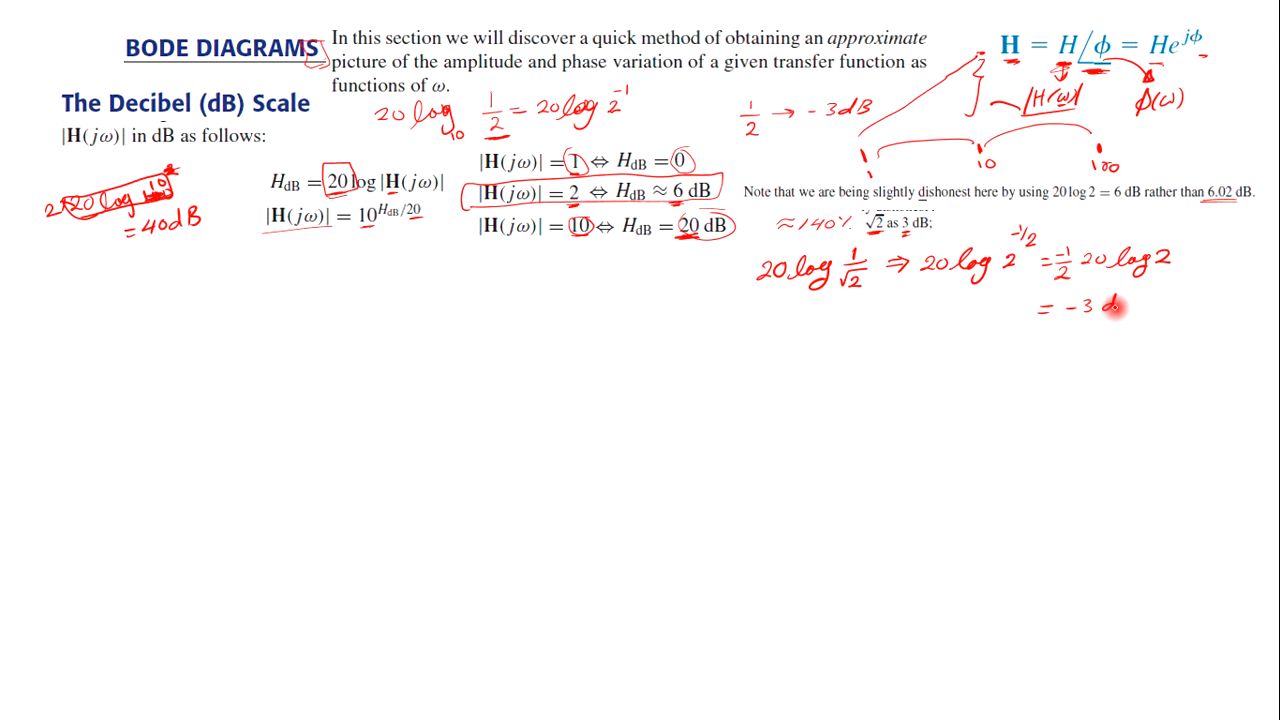 BODE DIAGRAMS
In this section we will discover a quick method of obtaining an approximate
picture of the amplitude and phase variation of a given transfer function as
functions of ω.
H = H/ϕ = He^{jϕ}
|H(ω)|
ϕ(ω)
The Decibel (dB) Scale
20 log₁₀ 1/2 = 20 log 2⁻¹
1/2 → -3dB
|H(jω)| in dB as follows:
1 10 100
|H(jω)| = 1 ⇔ H_dB = 0
H_dB = 20 log |H(jω)|
|H(jω)| = 2 ⇔ H_dB ≈ 6 dB
Note that we are being slightly dishonest here by using 20 log 2 = 6 dB rather than 6.02 dB.
2×20 log 10
= 40dB
|H(jω)| = 10^{H_dB/20}
|H(jω)| = 10 ⇔ H_dB = 20 dB
≈140% √2 as 3 dB;
20 log 1/√2 ⇒ 20 log 2^{-1/2} = -1/2 20 log 2
= -3 d